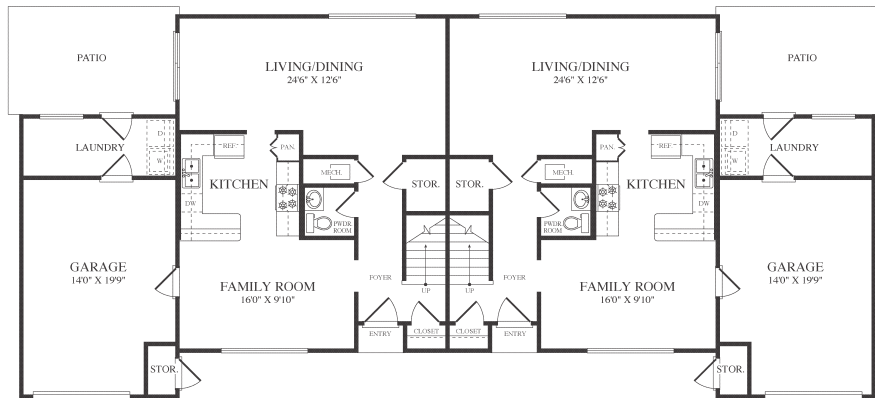 PATIO
LIVING/DINING
24'6" X 12'6"
LIVING/DINING
24'6" X 12'6"
PATIO
D
LAUNDRY
W
REF.
PAN.
KITCHEN
DW
MECH.
STOR.
PWDR.
ROOM
STOR.
MECH.
PWDR.
ROOM
PAN.
REF.
KITCHEN
DW
D
LAUNDRY
W
GARAGE
14'0" X 19'9"
FAMILY ROOM
16'0" X 9'10"
FOYER
UP
UP
FOYER
FAMILY ROOM
16'0" X 9'10"
GARAGE
14'0" X 19'9"
ENTRY
CLOSET
CLOSET
ENTRY
STOR.
STOR.